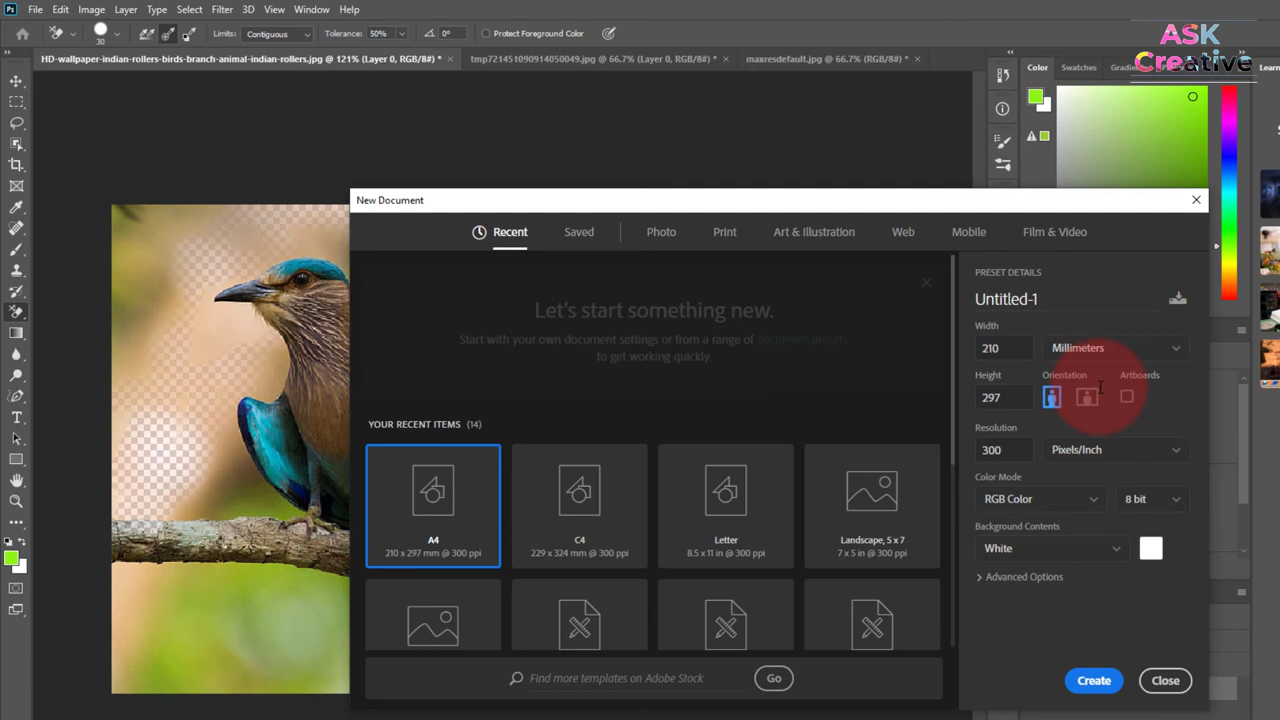 Ps File Edit Image Layer Type Select Filter 3D View Window Help
ASK
Creative
30 Limits: Contiguous Tolerance: 50% 0° Protect Foreground Color
HD-wallpaper-indian-rollers-birds-branch-animal-indian-rollers.jpg @ 121% (Layer 0, RGB/8#) * × tmp721451090914050049.jpg @ 66.7% (Layer 0, RGB/8#) * × maxresdefault.jpg @ 66.7% (RGB/8#) * ×
Color Swatches
New Document
Recent Saved Photo Print Art & Illustration Web Mobile Film & Video
Let's start something new.
Start with your own document settings or from a range of document presets
to get working quickly.
YOUR RECENT ITEMS (14)
A4 C4 Letter Landscape, 5 x 7
210 x 297 mm @ 300 ppi 229 x 324 mm @ 300 ppi 8.5 x 11 in @ 300 ppi 7 x 5 in @ 300 ppi
Find more templates on Adobe Stock Go
PRESET DETAILS
Untitled-1
Width
210 Millimeters
Height Orientation Artboards
297
Resolution
300 Pixels/Inch
Color Mode
RGB Color 8 bit
Background Contents
White
Advanced Options
Create Close